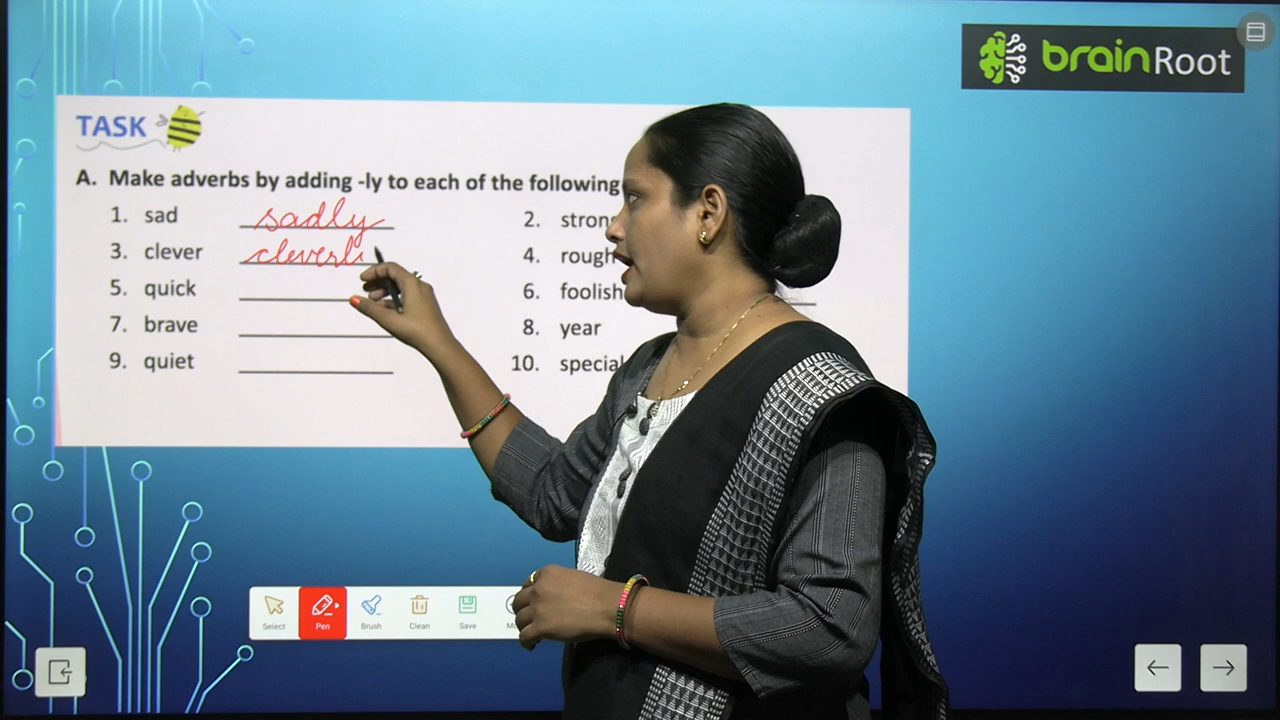 brainRoot
TASK
A. Make adverbs by adding -ly to each of the following
1. sad sadly 2. stron
3. clever cleverl 4. rough
5. quick 6. foolish
7. brave 8. year
9. quiet 10. special
Select Pen Brush Clean Save